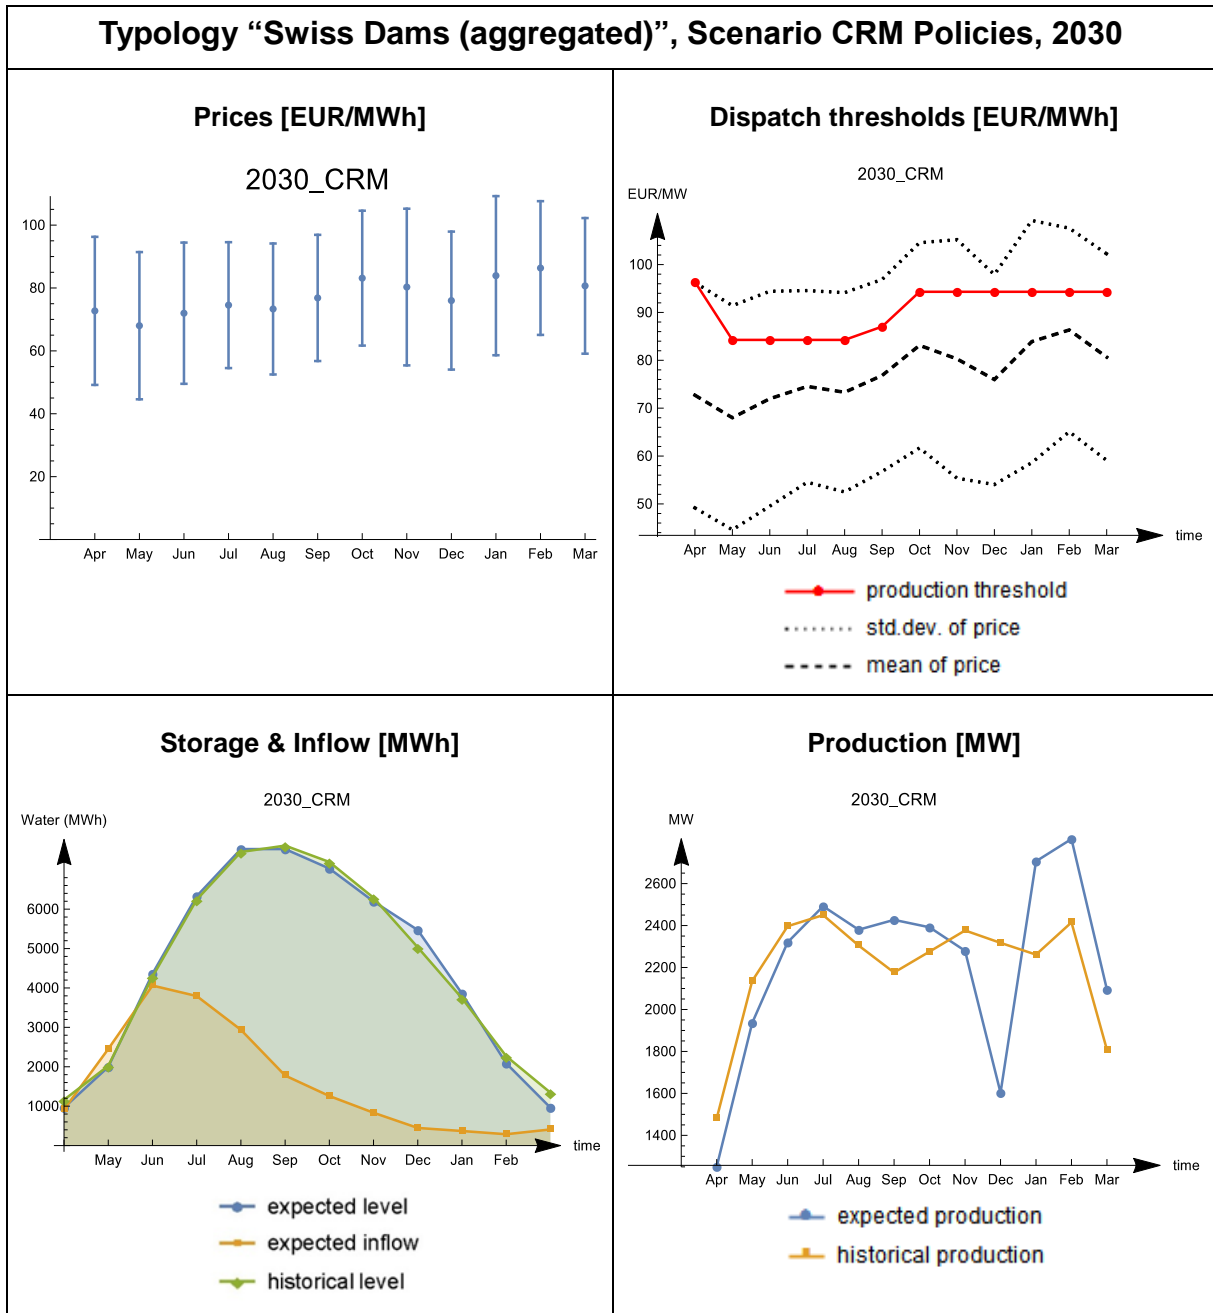 Typology “Swiss Dams (aggregated)”, Scenario CRM Policies, 2030
Prices [EUR/MWh]
2030_CRM
100
80
60
40
20
Apr May Jun Jul Aug Sep Oct Nov Dec Jan Feb Mar
Dispatch thresholds [EUR/MWh]
2030_CRM
EUR/MW
100
90
80
70
60
50
Apr May Jun Jul Aug Sep Oct Nov Dec Jan Feb Mar
time
production threshold
std.dev. of price
mean of price
Storage & Inflow [MWh]
2030_CRM
Water (MWh)
6000
5000
4000
3000
2000
1000
May Jun Jul Aug Sep Oct Nov Dec Jan Feb
time
expected level
expected inflow
historical level
Production [MW]
2030_CRM
MW
2600
2400
2200
2000
1800
1600
1400
Apr May Jun Jul Aug Sep Oct Nov Dec Jan Feb Mar
time
expected production
historical production